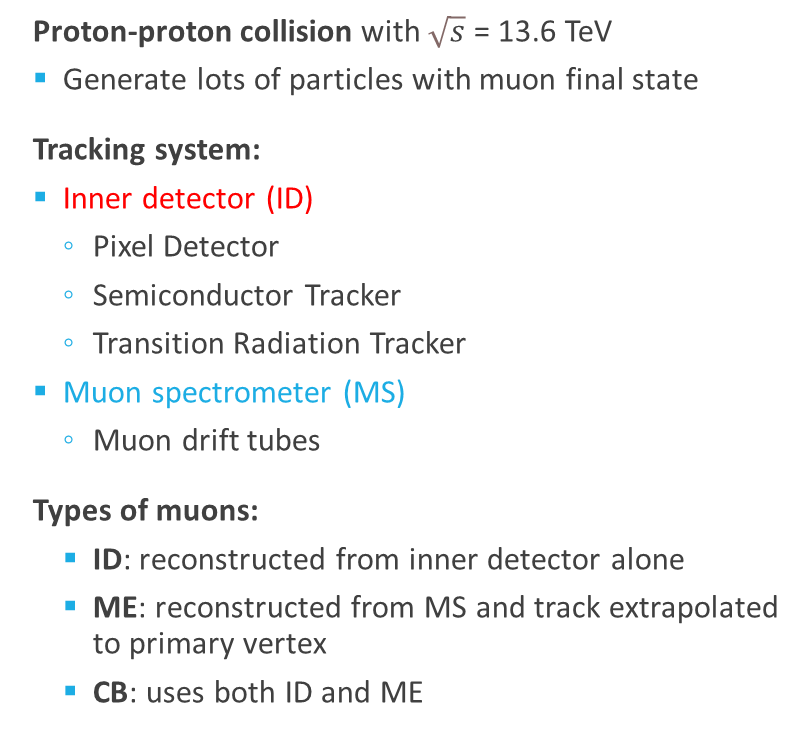 Proton-proton collision with √s = 13.6 TeV
▪ Generate lots of particles with muon final state
Tracking system:
▪ Inner detector (ID)
◦ Pixel Detector
◦ Semiconductor Tracker
◦ Transition Radiation Tracker
▪ Muon spectrometer (MS)
◦ Muon drift tubes
Types of muons:
▪ ID: reconstructed from inner detector alone
▪ ME: reconstructed from MS and track extrapolated
to primary vertex
▪ CB: uses both ID and ME